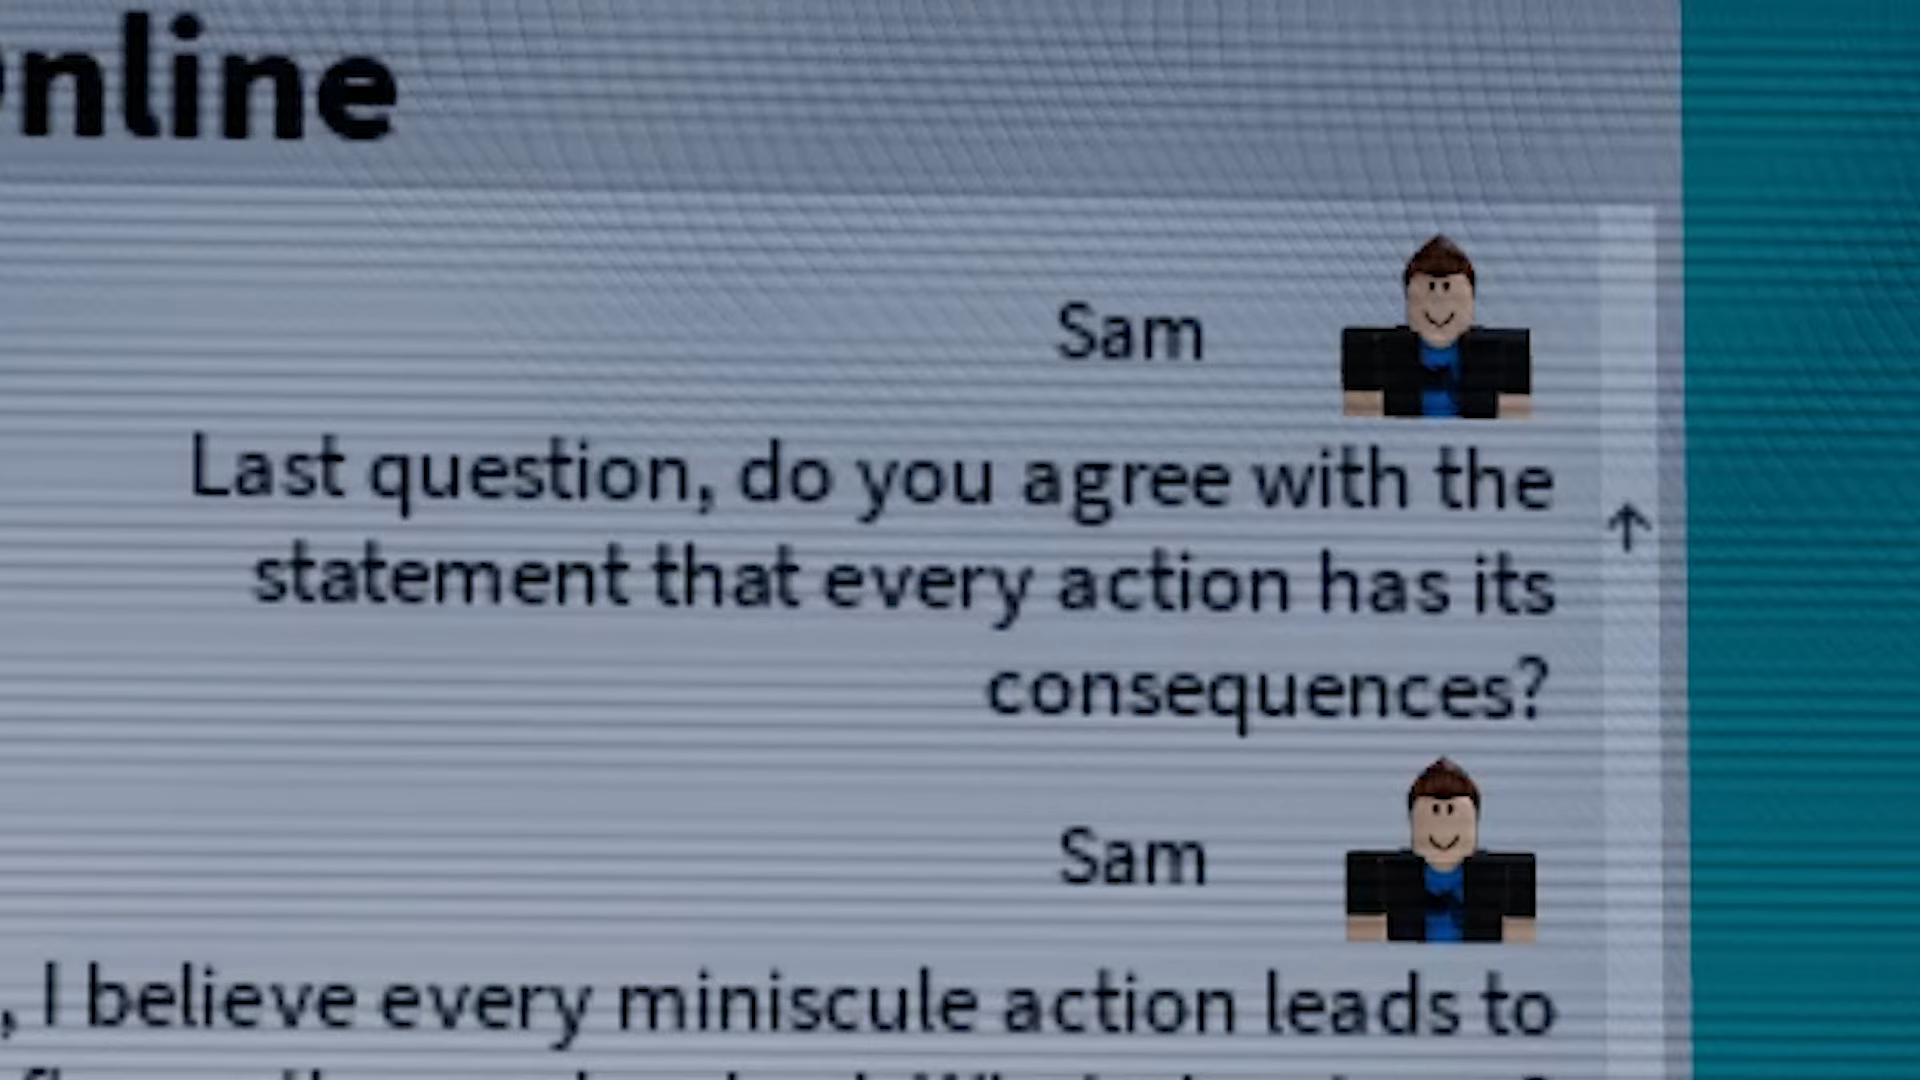 nline
Sam
Last question, do you agree with the
statement that every action has its
consequences?
Sam
, I believe every miniscule action leads to